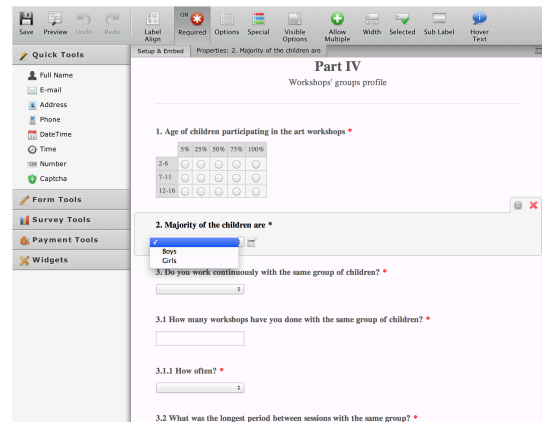 ON
Save Preview Undo Redo Label Align Required Options Special Visible Options Allow Multiple Width Selected Sub Label Hover Text
Quick Tools
Setup & Embed Properties: 2. Majority of the children are
Full Name
E-mail
Address
Phone
DateTime
Time
Number
Captcha
Form Tools
Survey Tools
Payment Tools
Widgets
Part IV
Workshops' groups profile
1. Age of children participating in the art workshops *
5% 25% 50% 75% 100%
2-6
7-11
12-16
2. Majority of the children are *
Boys
Girls
3. Do you work continuously with the same group of children? *
3.1 How many workshops have you done with the same group of children? *
3.1.1 How often? *
3.2 What was the longest period between sessions with the same group? *